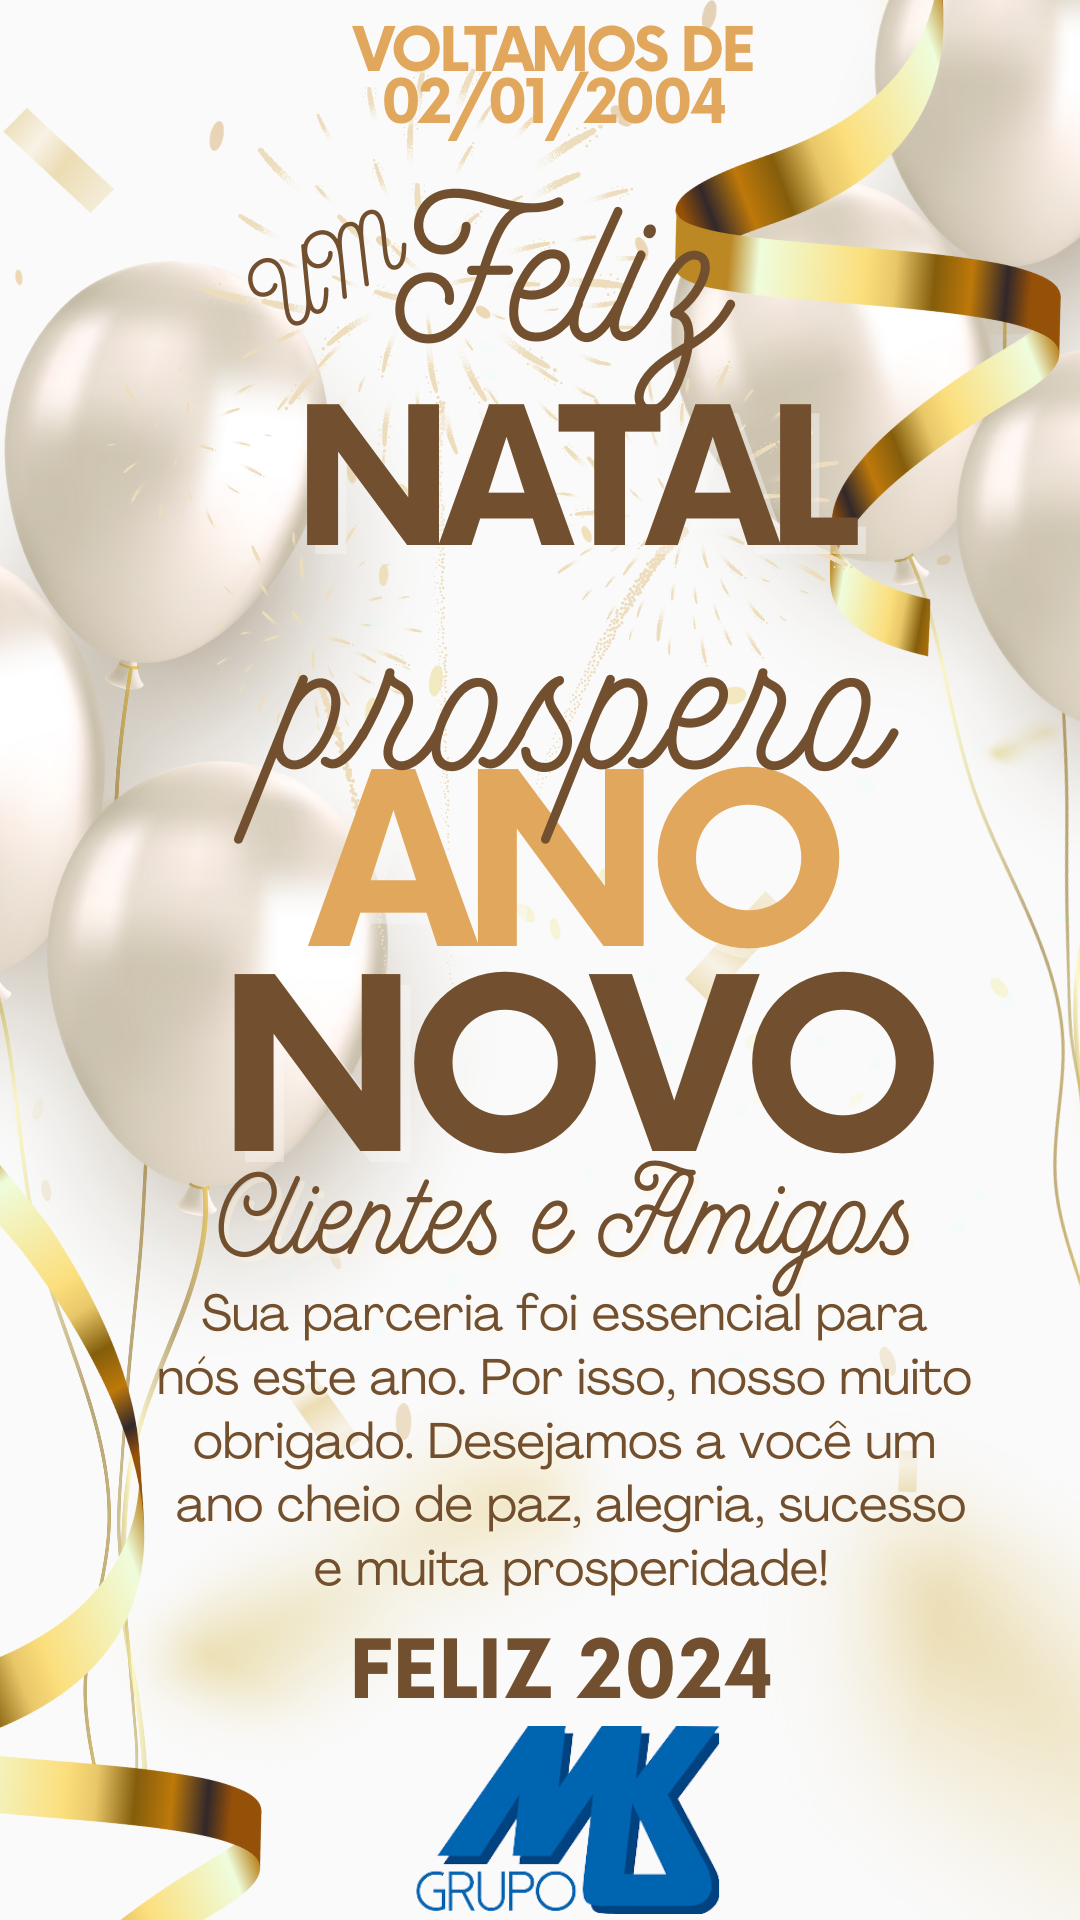 VOLTAMOS DE
02/01/2004
UM Feliz
NATAL
prospero
ANO
NOVO
Clientes e Amigos
Sua parceria foi essencial para
nós este ano. Por isso, nosso muito
obrigado. Desejamos a você um
ano cheio de paz, alegria, sucesso
e muita prosperidade!
FELIZ 2024
MKS
GRUPO